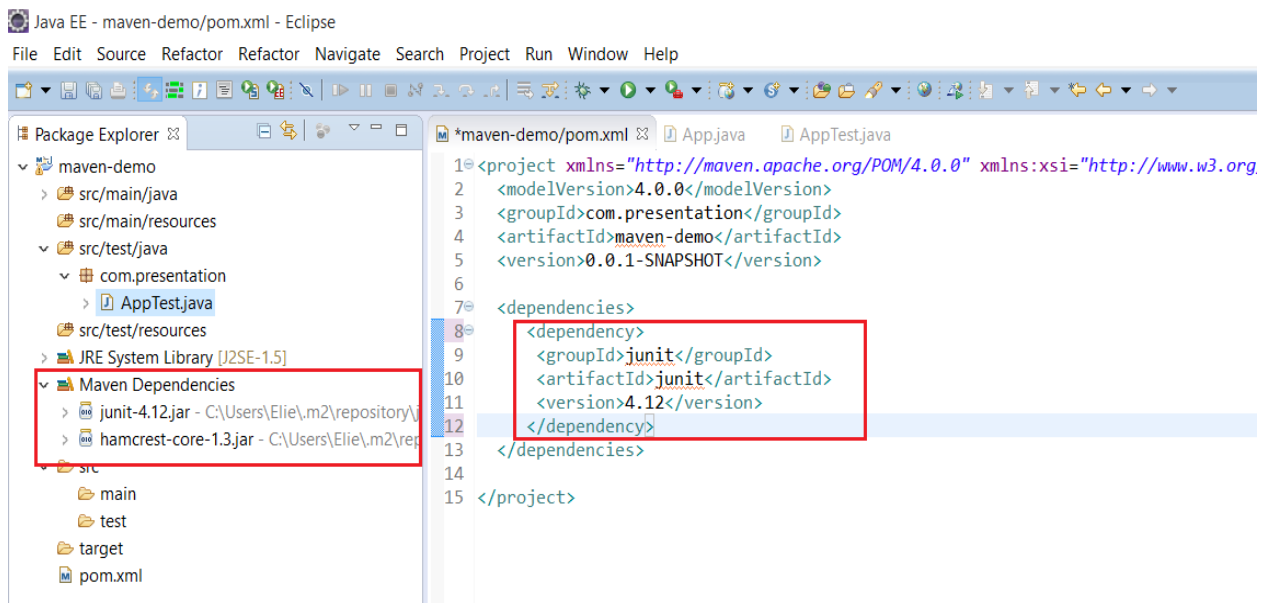 Java EE - maven-demo/pom.xml - Eclipse
File Edit Source Refactor Refactor Navigate Search Project Run Window Help
Package Explorer
maven-demo
src/main/java
src/main/resources
src/test/java
com.presentation
AppTest.java
src/test/resources
JRE System Library [J2SE-1.5]
Maven Dependencies
junit-4.12.jar - C:\Users\Elie\.m2\repository\j
hamcrest-core-1.3.jar - C:\Users\Elie\.m2\rep
src
main
test
target
pom.xml
*maven-demo/pom.xml App.java AppTest.java
1 <project xmlns="http://maven.apache.org/POM/4.0.0" xmlns:xsi="http://www.w3.org
2 <modelVersion>4.0.0</modelVersion>
3 <groupId>com.presentation</groupId>
4 <artifactId>maven-demo</artifactId>
5 <version>0.0.1-SNAPSHOT</version>
6
7 <dependencies>
8 <dependency>
9 <groupId>junit</groupId>
10 <artifactId>junit</artifactId>
11 <version>4.12</version>
12 </dependency>
13 </dependencies>
14
15 </project>